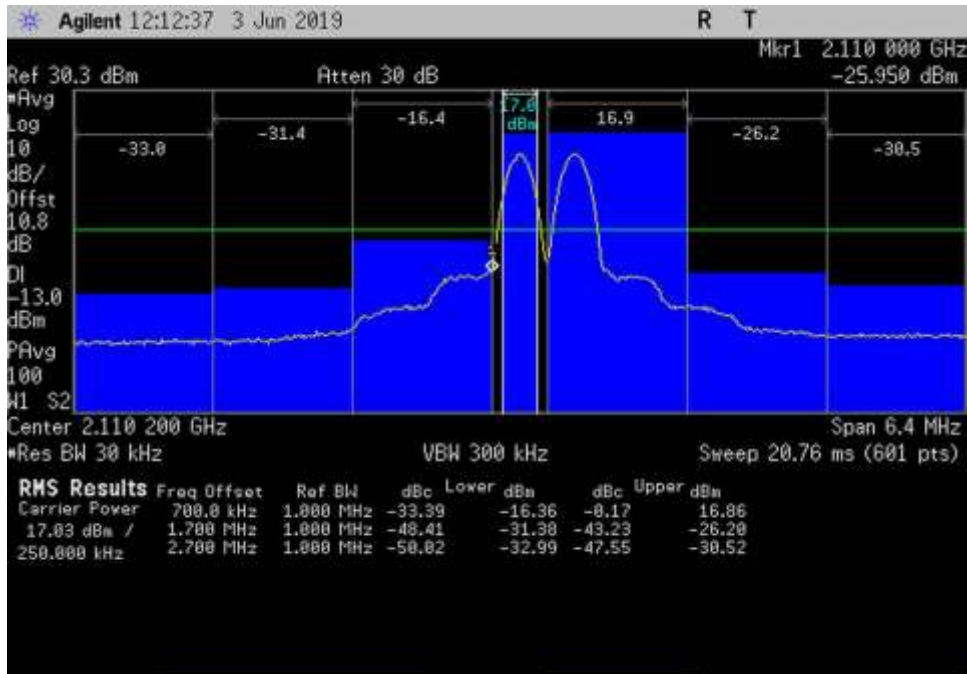 Agilent 12:12:37 3 Jun 2019 R T
Mkr1 2.110 000 GHz
Ref 30.3 dBm Atten 30 dB -25.950 dBm
#Avg
Log
10
dB/
Offst
10.8
dB
DI
-13.0
dBm
PAvg
100
W1 S2
-33.0 -31.4 -16.4 17.0 dBm 16.9 -26.2 -30.5
1
Center 2.110 200 GHz Span 6.4 MHz
#Res BW 30 kHz VBW 300 kHz Sweep 20.76 ms (601 pts)
RMS Results Freq Offset Ref BW dBc Lower dBm dBc Upper dBm
Carrier Power 700.0 kHz 1.000 MHz -33.39 -16.36 -0.17 16.86
17.03 dBm / 1.700 MHz 1.000 MHz -48.41 -31.38 -43.23 -26.20
250.000 kHz 2.700 MHz 1.000 MHz -50.02 -32.99 -47.55 -30.52